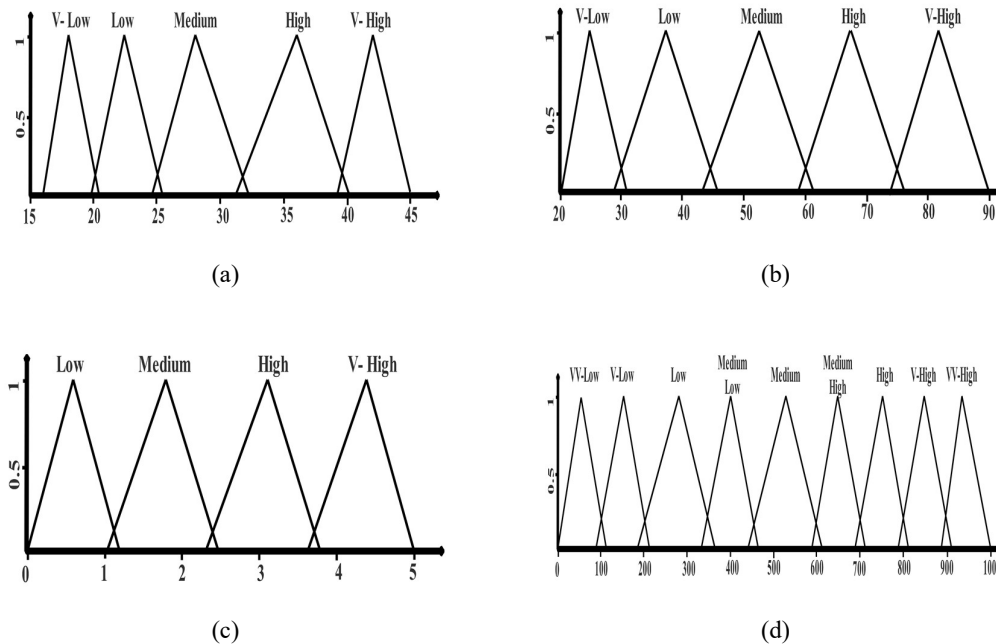 V- Low Low Medium High V- High
1
0.5
15 20 25 30 35 40 45
(a)
V-Low Low Medium High V-High
1
0.5
20 30 40 50 60 70 80 90
(b)
Low Medium High V- High
1
0.5
0 1 2 3 4 5
(c)
Medium Medium
VV-Low V-Low Low Low Medium High High V-High VV-High
1
0.5
0 100 200 300 400 500 600 700 800 900 100
(d)